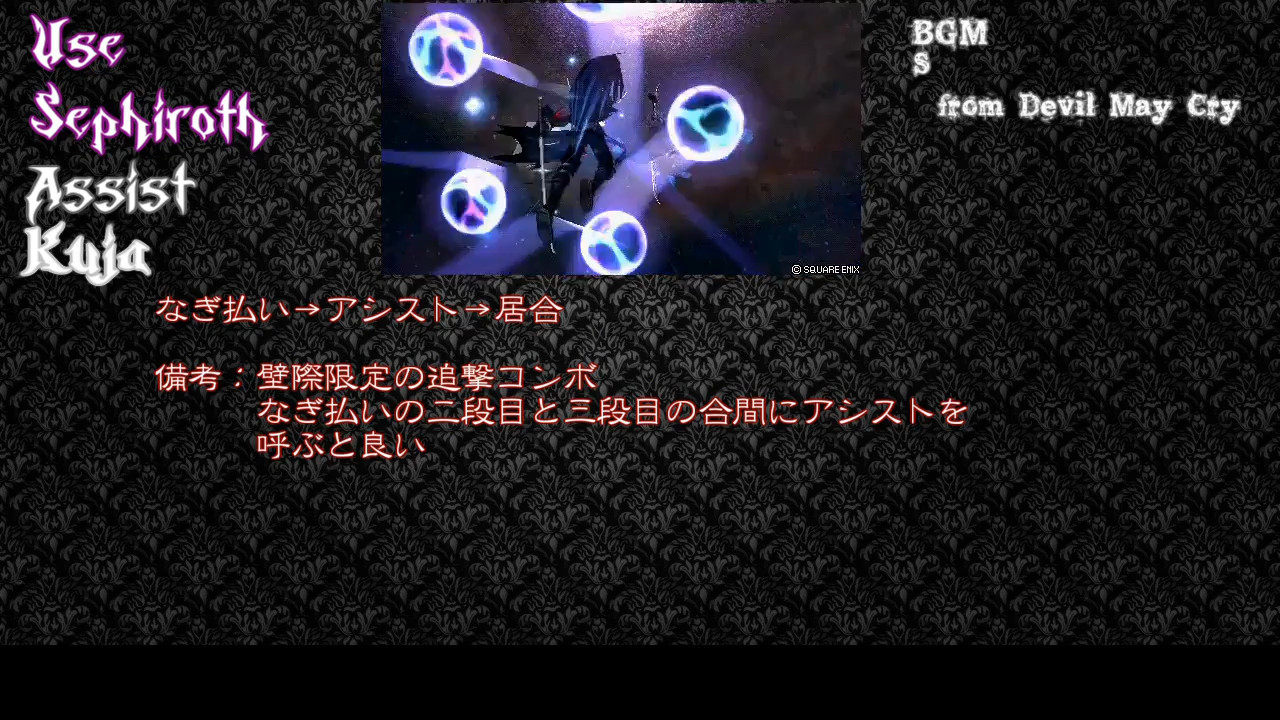 Use
Sephiroth
Assist
Kuja
BGM
S
from Devil May Cry
© SQUARE ENIX
なぎ払い→アシスト→居合
備考：壁際限定の追撃コンボ
なぎ払いの二段目と三段目の合間にアシストを
呼ぶと良い